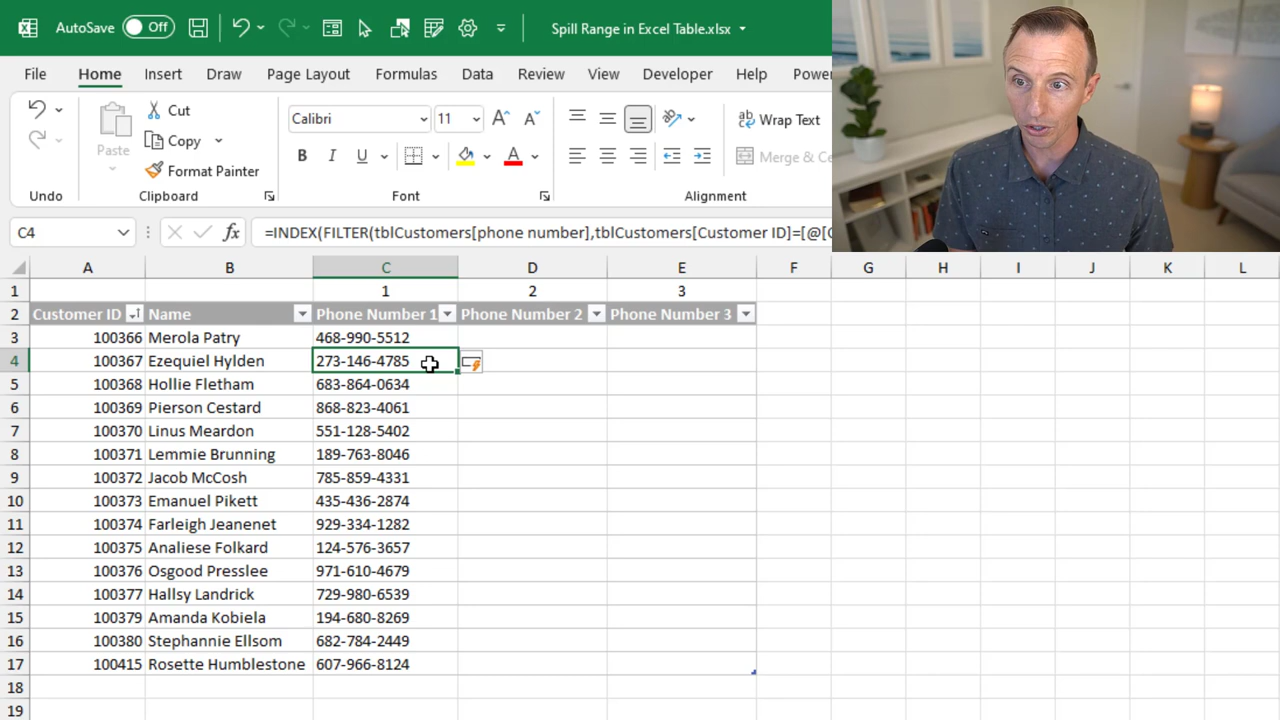 AutoSave Off Spill Range in Excel Table.xlsx
File Home Insert Draw Page Layout Formulas Data Review View Developer Help Power
Cut
Copy
Format Painter
Paste
Calibri 11
B I U
ab Wrap Text
Merge & Ce
Undo Clipboard Font Alignment
C4 fx =INDEX(FILTER(tblCustomers[phone number],tblCustomers[Customer ID]=[@[C
A B C D E F G H I J K L
1 1 2 3
2 Customer ID Name Phone Number 1 Phone Number 2 Phone Number 3
3 100366 Merola Patry 468-990-5512
4 100367 Ezequiel Hylden 273-146-4785
5 100368 Hollie Fletham 683-864-0634
6 100369 Pierson Cestard 868-823-4061
7 100370 Linus Meardon 551-128-5402
8 100371 Lemmie Brunning 189-763-8046
9 100372 Jacob McCosh 785-859-4331
10 100373 Emanuel Pikett 435-436-2874
11 100374 Farleigh Jeanenet 929-334-1282
12 100375 Analiese Folkard 124-576-3657
13 100376 Osgood Presslee 971-610-4679
14 100377 Hallsy Landrick 729-980-6539
15 100379 Amanda Kobiela 194-680-8269
16 100380 Stephannie Ellsom 682-784-2449
17 100415 Rosette Humblestone 607-966-8124
18
19